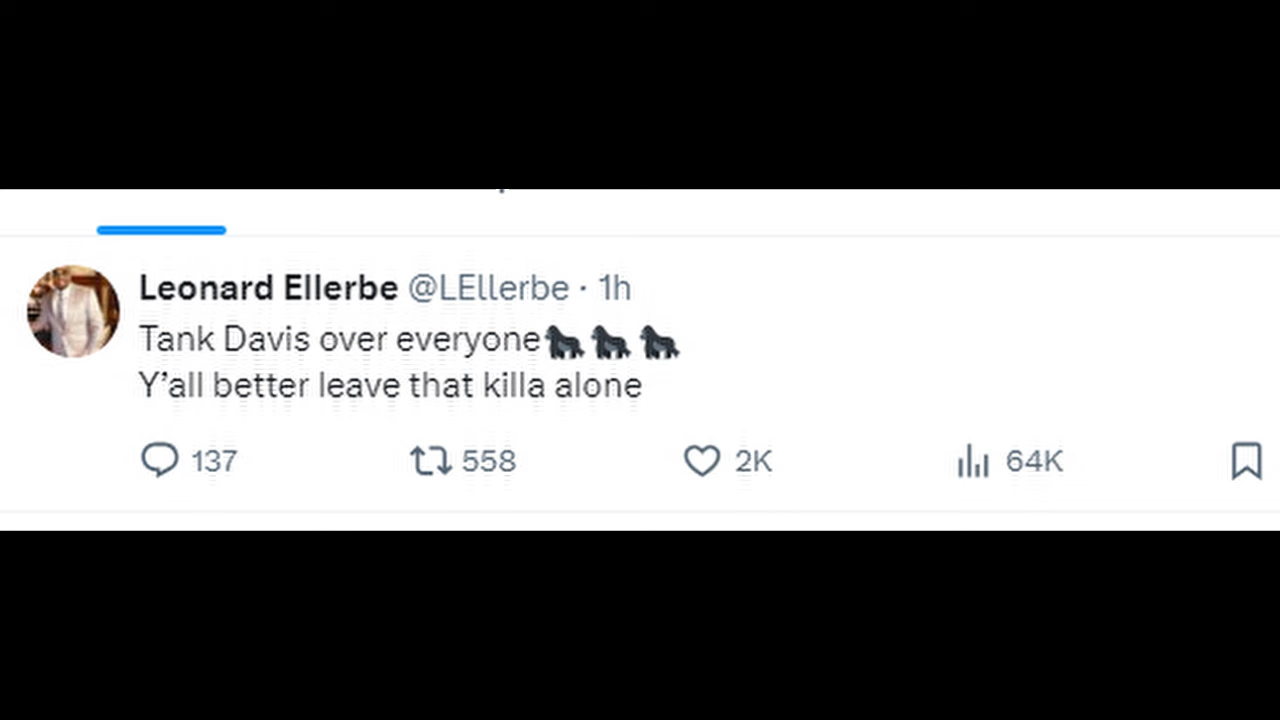 Leonard Ellerbe @LEllerbe · 1h
Tank Davis over everyone🦍🦍🦍
Y’all better leave that killa alone
137 558 2K 64K